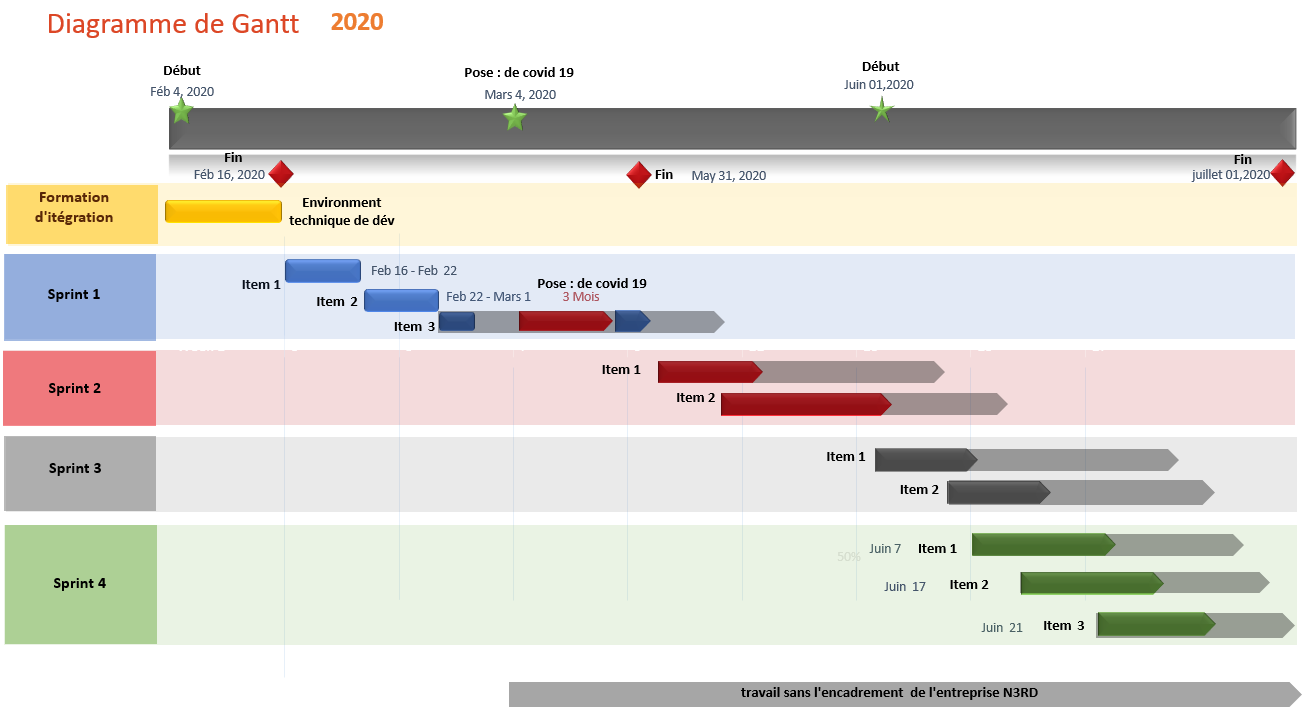 Diagramme de Gantt 2020
Début
Féb 4, 2020
Pose : de covid 19
Mars 4, 2020
Début
Juin 01,2020
Fin
Féb 16, 2020
Fin May 31, 2020
Fin
juillet 01,2020
Formation
d'itégration
Environment
technique de dév
Sprint 1
Item 1
Feb 16 - Feb 22
Item 2
Feb 22 - Mars 1
Pose : de covid 19
3 Mois
Item 3
Sprint 2
Item 1
Item 2
Sprint 3
Item 1
Item 2
Sprint 4
50%
Juin 7 Item 1
Juin 17 Item 2
Juin 21 Item 3
travail sans l'encadrement de l'entreprise N3RD